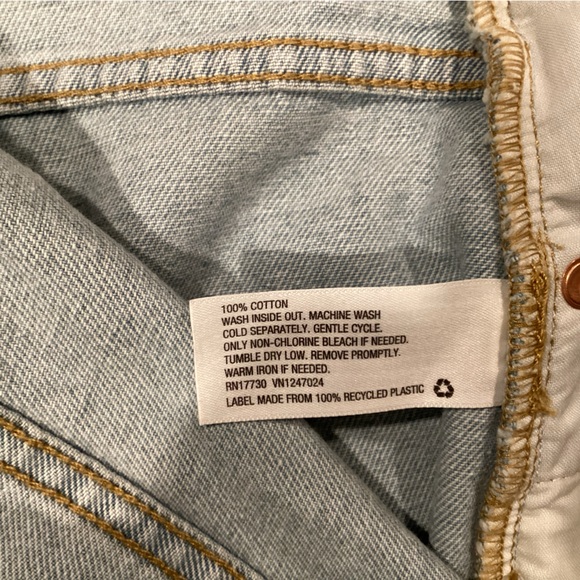 100% COTTON
WASH INSIDE OUT. MACHINE WASH
COLD SEPARATELY. GENTLE CYCLE.
ONLY NON-CHLORINE BLEACH IF NEEDED.
TUMBLE DRY LOW. REMOVE PROMPTLY.
WARM IRON IF NEEDED.
RN17730 VN1247024
LABEL MADE FROM 100% RECYCLED PLASTIC